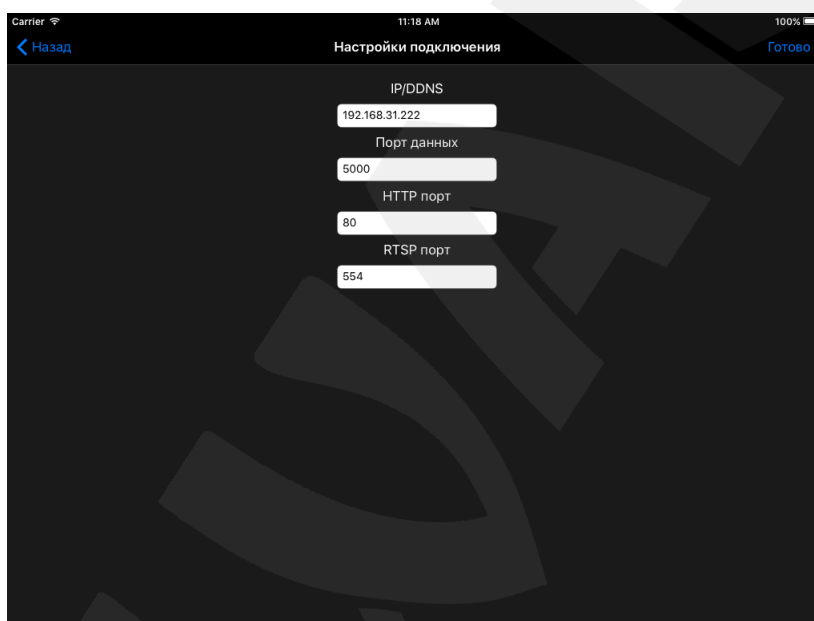 Carrier 11:18 AM 100%
Назад Настройки подключения Готово
IP/DDNS
192.168.31.222
Порт данных
5000
HTTP порт
80
RTSP порт
554